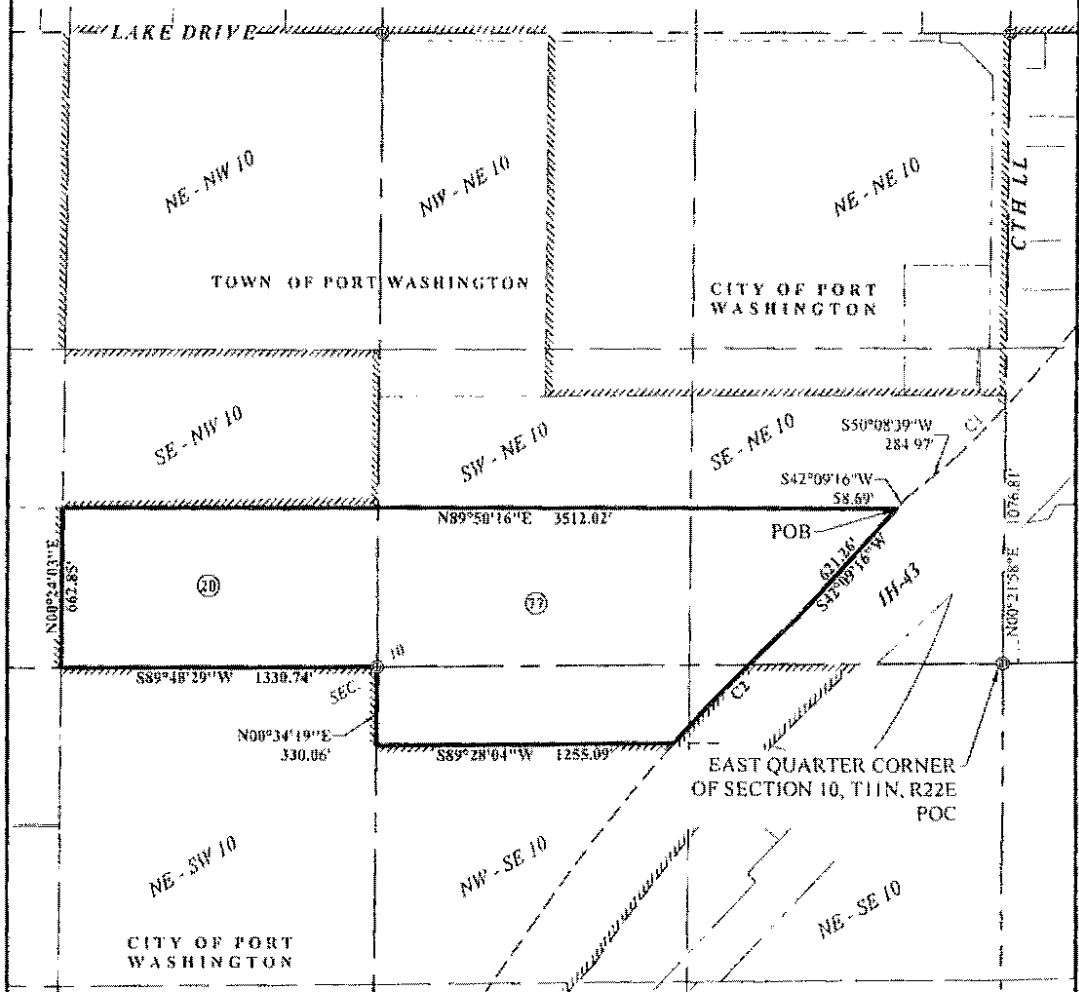 LAKE DRIVE
NE - NW 10
NW - NE 10
NE - NE 10
CTH LL
TOWN OF PORT WASHINGTON
CITY OF PORT
WASHINGTON
SE - NW 10
SW - NE 10
SE - NE 10
S50°08'39"W
284.97'
C1
S42°09'16"W
58.69'
N89°50'16"E 3512.02'
POB
N00°24'03"E
662.85'
20
77
621.26'
S42°09'16"W
IH-43
N00°21'58"E 1076.81'
S89°48'29"W 1330.74'
SEC. 10
C2
N00°34'19"E
330.06'
S89°28'04"W 1255.09'
EAST QUARTER CORNER
OF SECTION 10, T11N, R22E
POC
NE - SW 10
NW - SE 10
NE - SE 10
CITY OF PORT
WASHINGTON